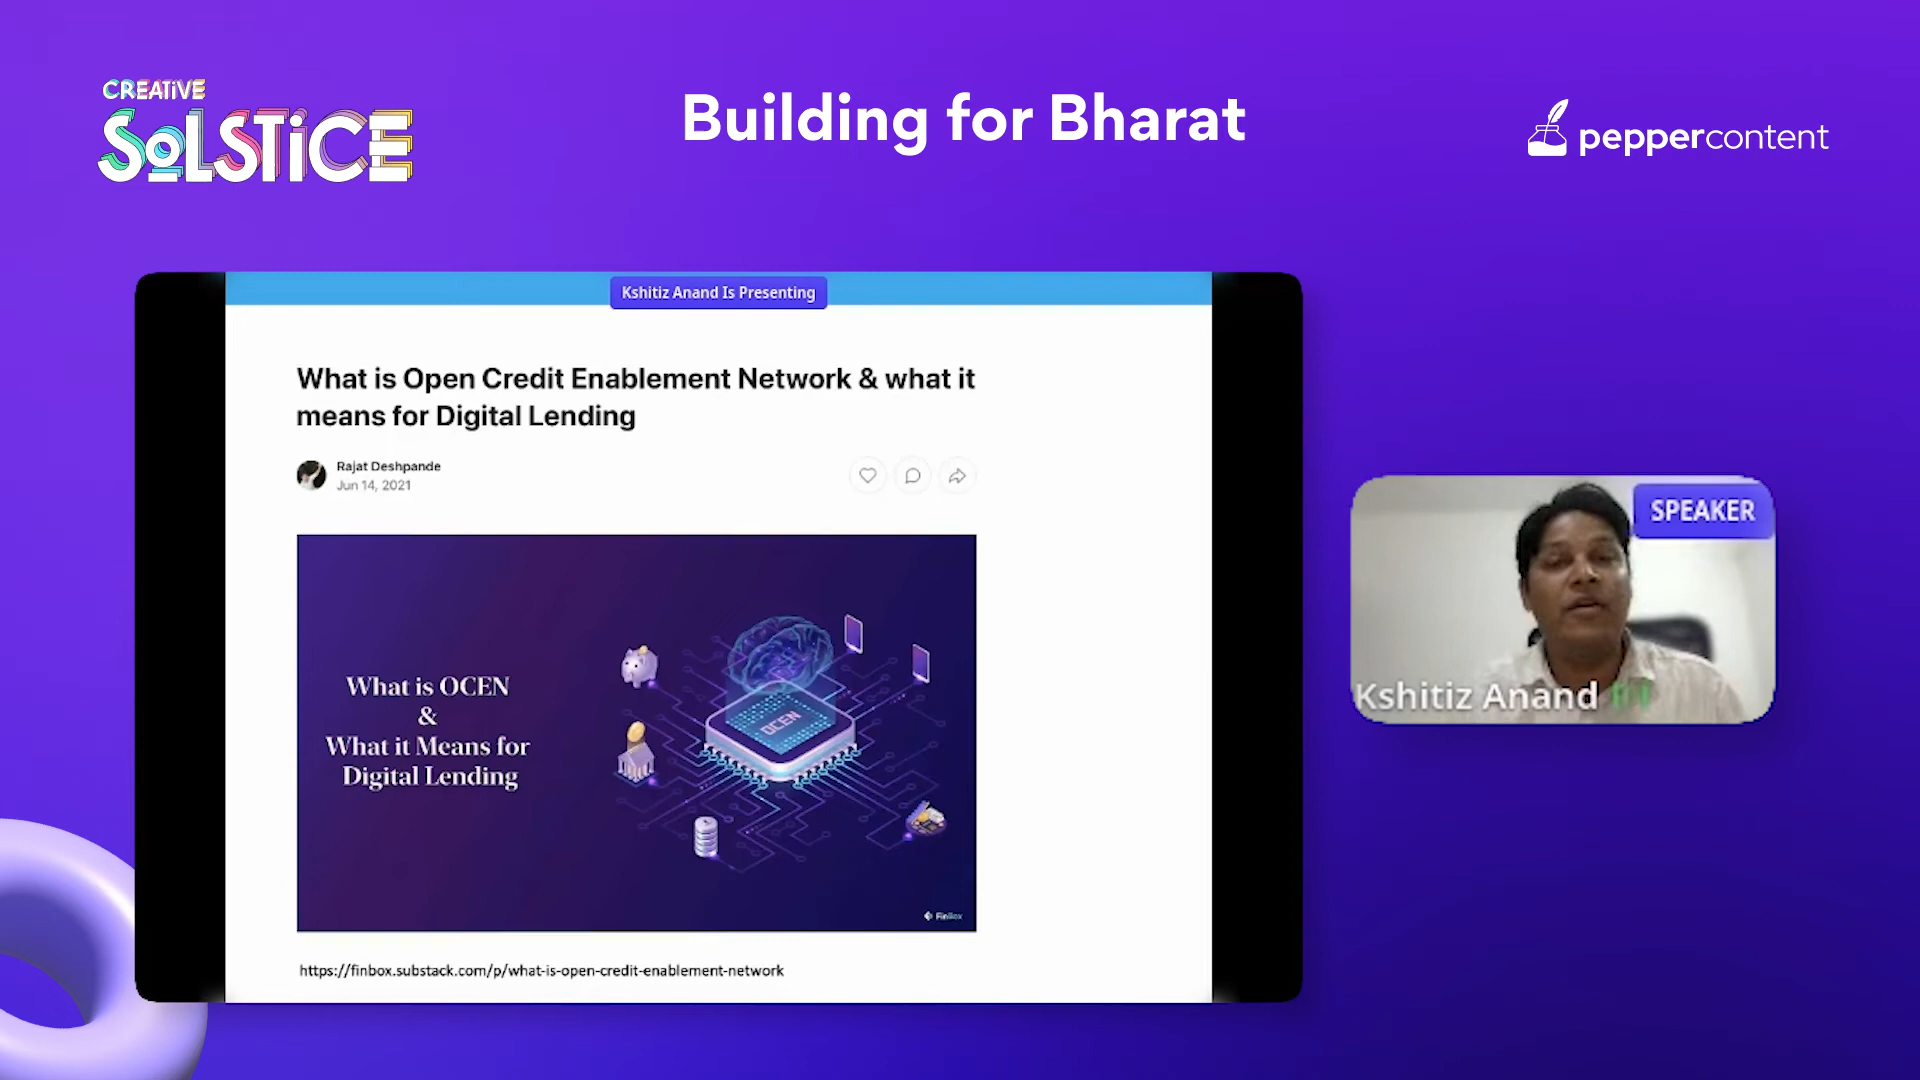 CREATiVE
SoLSTiCE
Building for Bharat
peppercontent
Kshitiz Anand Is Presenting
What is Open Credit Enablement Network & what it
means for Digital Lending
Rajat Deshpande
Jun 14, 2021
What is OCEN
&
What it Means for
Digital Lending
OCEN
FinBox
https://finbox.substack.com/p/what-is-open-credit-enablement-network
SPEAKER
Kshitiz Anand